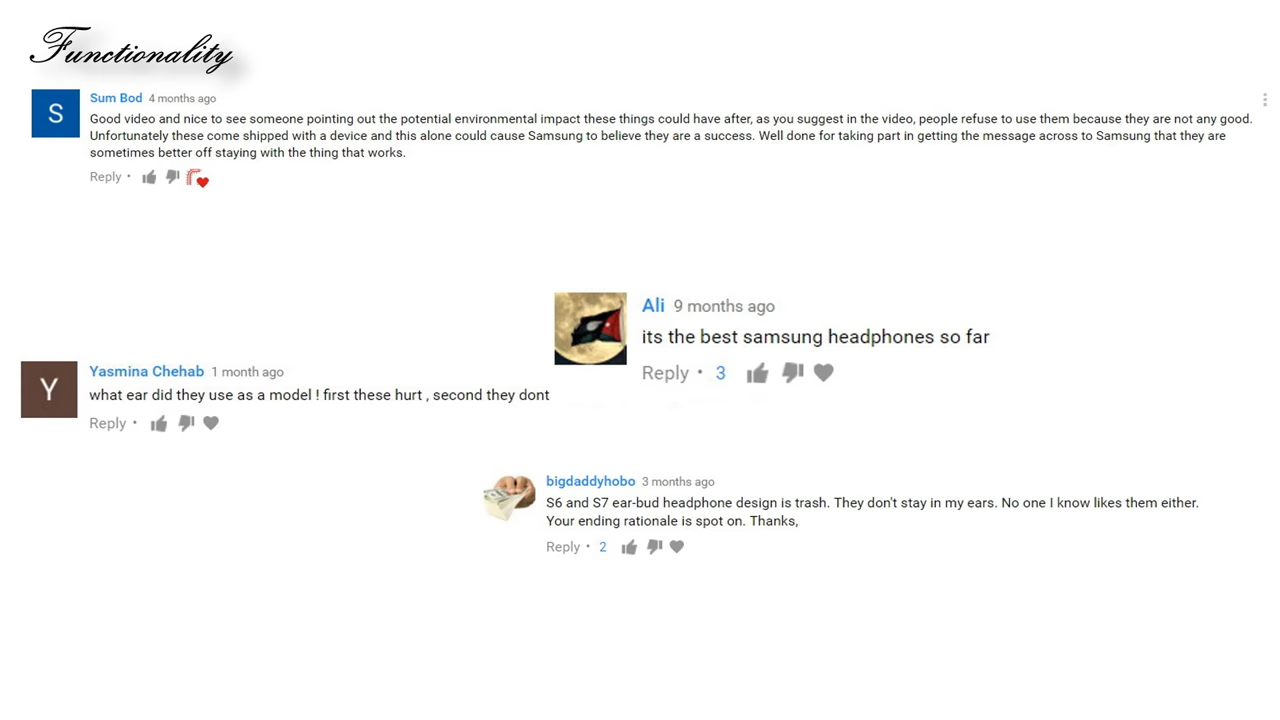 Functionality
S
Sum Bod 4 months ago
Good video and nice to see someone pointing out the potential environmental impact these things could have after, as you suggest in the video, people refuse to use them because they are not any good.
Unfortunately these come shipped with a device and this alone could cause Samsung to believe they are a success. Well done for taking part in getting the message across to Samsung that they are
sometimes better off staying with the thing that works.
Reply •
Ali 9 months ago
its the best samsung headphones so far
Reply • 3
Y
Yasmina Chehab 1 month ago
what ear did they use as a model ! first these hurt , second they dont
Reply •
bigdaddyhobo 3 months ago
S6 and S7 ear-bud headphone design is trash. They don't stay in my ears. No one I know likes them either.
Your ending rationale is spot on. Thanks,
Reply • 2